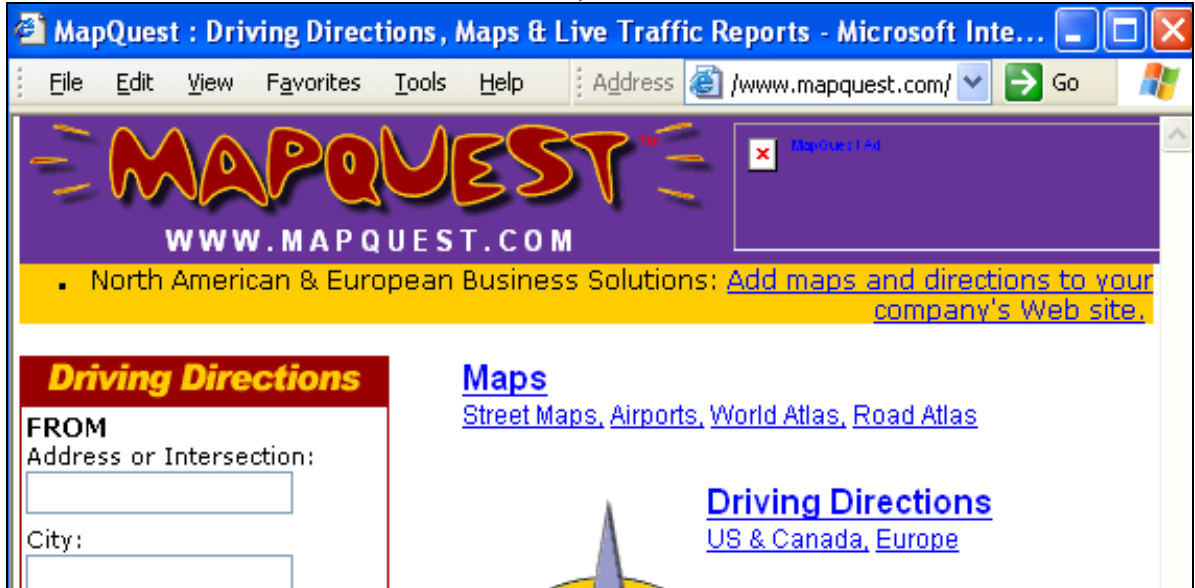 MapQuest : Driving Directions, Maps & Live Traffic Reports - Microsoft Inte...
File Edit View Favorites Tools Help Address /www.mapquest.com/ Go
MAPQUEST™
MapQuest Ad
WWW.MAPQUEST.COM
▪ North American & European Business Solutions: Add maps and directions to your
company's Web site.
Driving Directions
FROM
Address or Intersection:
City:
Maps
Street Maps, Airports, World Atlas, Road Atlas
Driving Directions
US & Canada, Europe